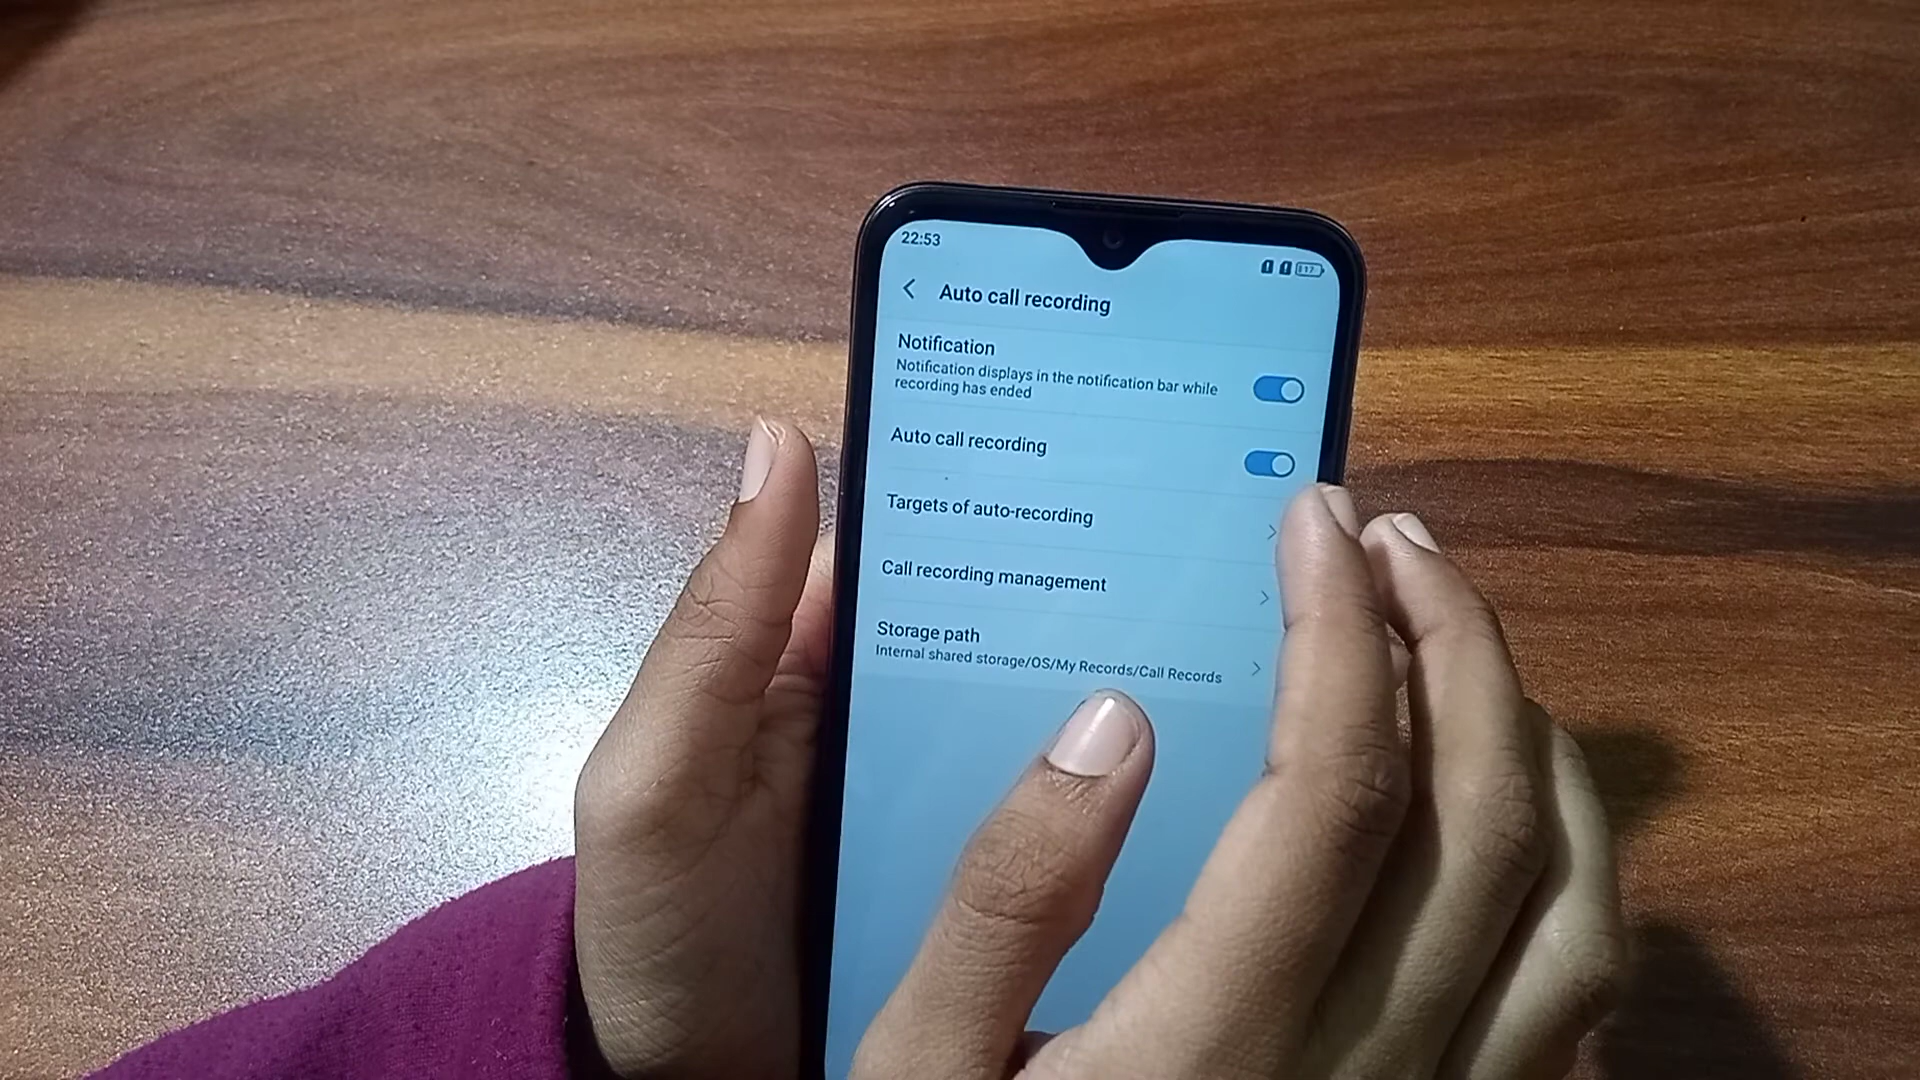 22:53
17
Auto call recording
Notification
Notification displays in the notification bar while
recording has ended
Auto call recording
Targets of auto-recording
Call recording management
Storage path
Internal shared storage/OS/My Records/Call Records